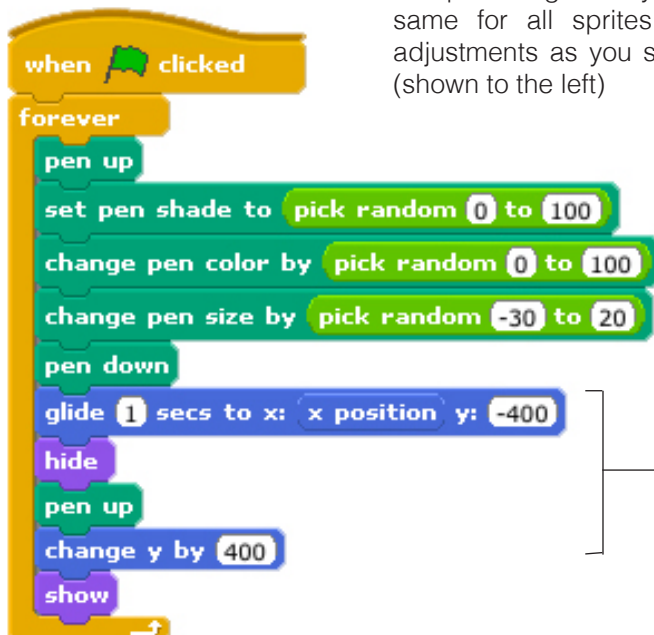 same for all sprites
adjustments as you s
(shown to the left)
when clicked
forever
pen up
set pen shade to pick random 0 to 100
change pen color by pick random 0 to 100
change pen size by pick random -30 to 20
pen down
glide 1 secs to x: x position y: -400
hide
pen up
change y by 400
show